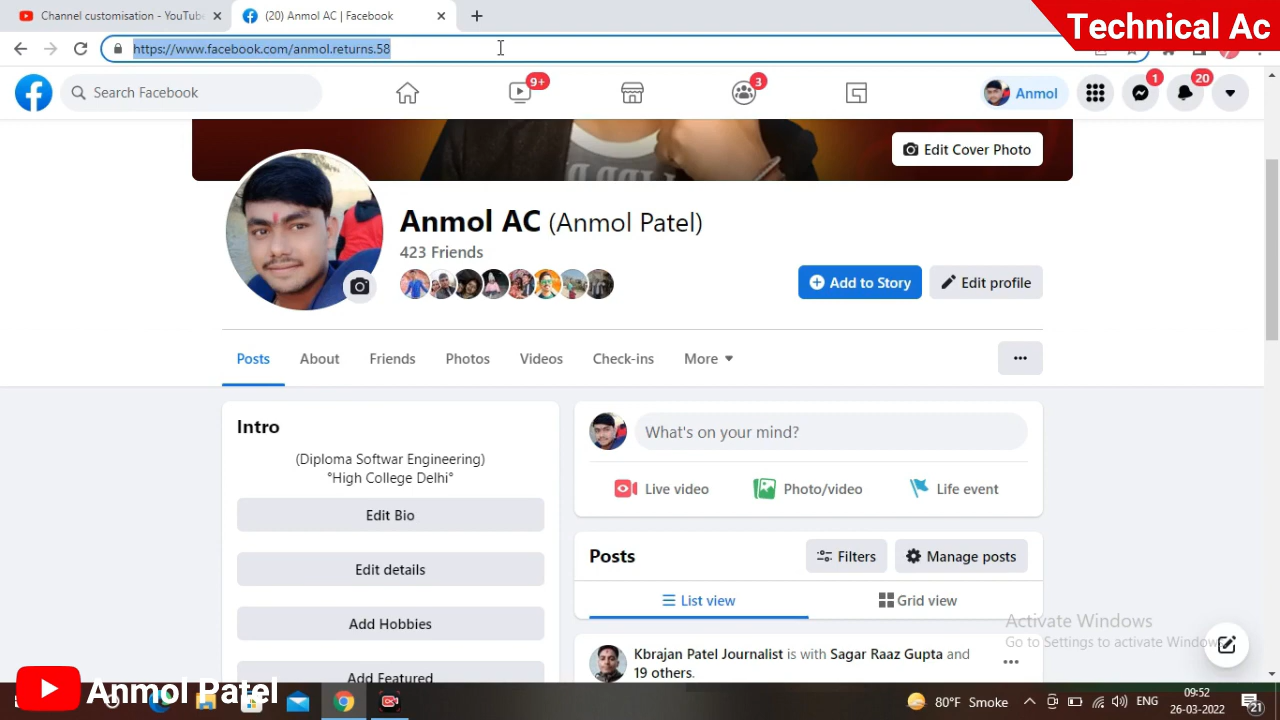 Channel customisation - YouTube
(20) Anmol AC | Facebook
Technical Ac
https://www.facebook.com/anmol.returns.58
Search Facebook
9+
3
Anmol
1
20
Edit Cover Photo
Anmol AC (Anmol Patel)
423 Friends
Add to Story
Edit profile
Posts
About
Friends
Photos
Videos
Check-ins
More
Intro
(Diploma Softwar Engineering)
°High College Delhi°
Edit Bio
Edit details
Add Hobbies
Add Featured
What's on your mind?
Live video
Photo/video
Life event
Posts
Filters
Manage posts
List view
Grid view
Kbrajan Patel Journalist is with Sagar Raaz Gupta and
19 others.
Activate Windows
Go to Settings to activate Windows
Anmol Patel
80°F Smoke
ENG
09:52
26-03-2022
21